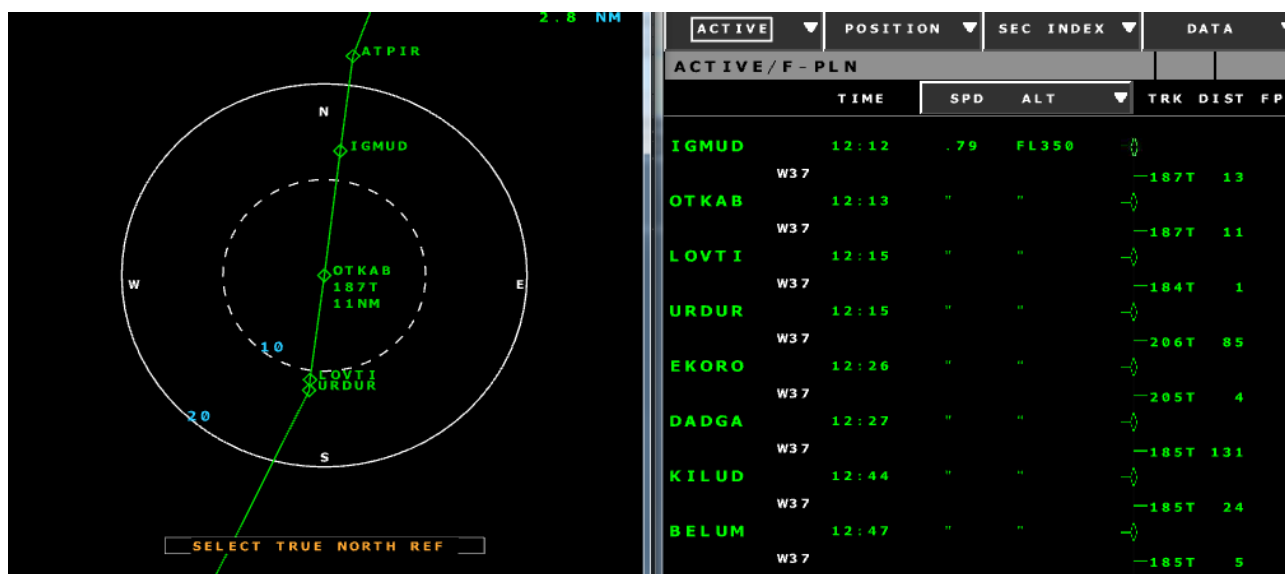 2.8 NM
ATPIR
N
IGMUD
OTKAB
187T
11NM
W
E
10
LOVTI
URDUR
20
S
SELECT TRUE NORTH REF
ACTIVE POSITION SEC INDEX DATA
ACTIVE/F-PLN
TIME SPD ALT TRK DIST FP
IGMUD 12:12 .79 FL350
W37 187T 13
OTKAB 12:13 " "
W37 187T 11
LOVTI 12:15 " "
W37 184T 1
URDUR 12:15 " "
W37 206T 85
EKORO 12:26 " "
W37 205T 4
DADGA 12:27 " "
W37 185T 131
KILUD 12:44 " "
W37 185T 24
BELUM 12:47 " "
W37 185T 5